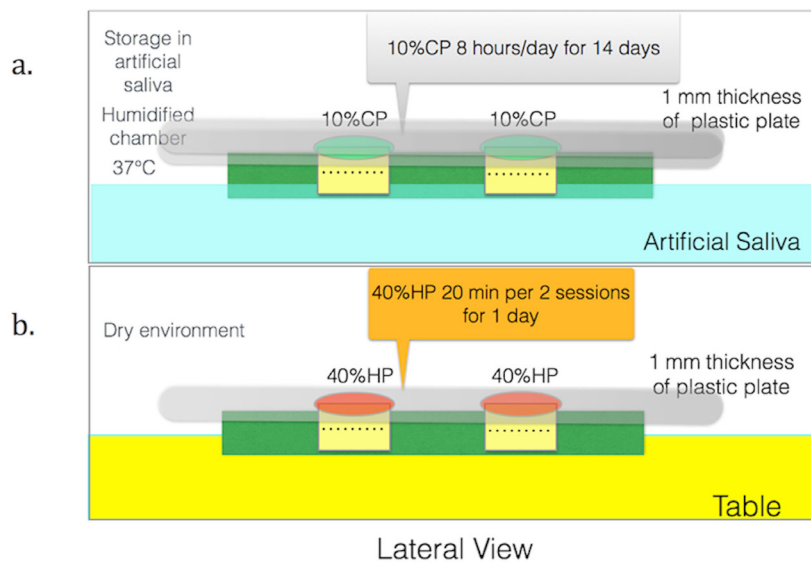 a.
Storage in
artificial
saliva
Humidified
chamber
37°C
10%CP 8 hours/day for 14 days
10%CP
10%CP
1 mm thickness
of plastic plate
Artificial Saliva
b.
Dry environment
40%HP 20 min per 2 sessions
for 1 day
40%HP
40%HP
1 mm thickness
of plastic plate
Table
Lateral View